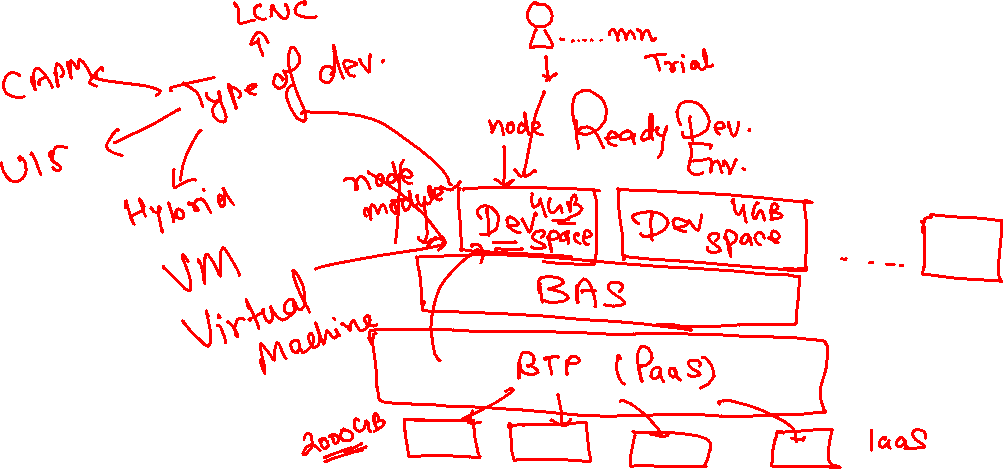 LCNC
...... mn
Trial
CAPM
Type of dev.
node
Ready Dev.
Env.
UI5
node
module
Hybrid
Dev 4GB
space
Dev 4GB
space
.....
VM
BAS
Virtual
Machine
BTP (PaaS)
2000GB
IaaS